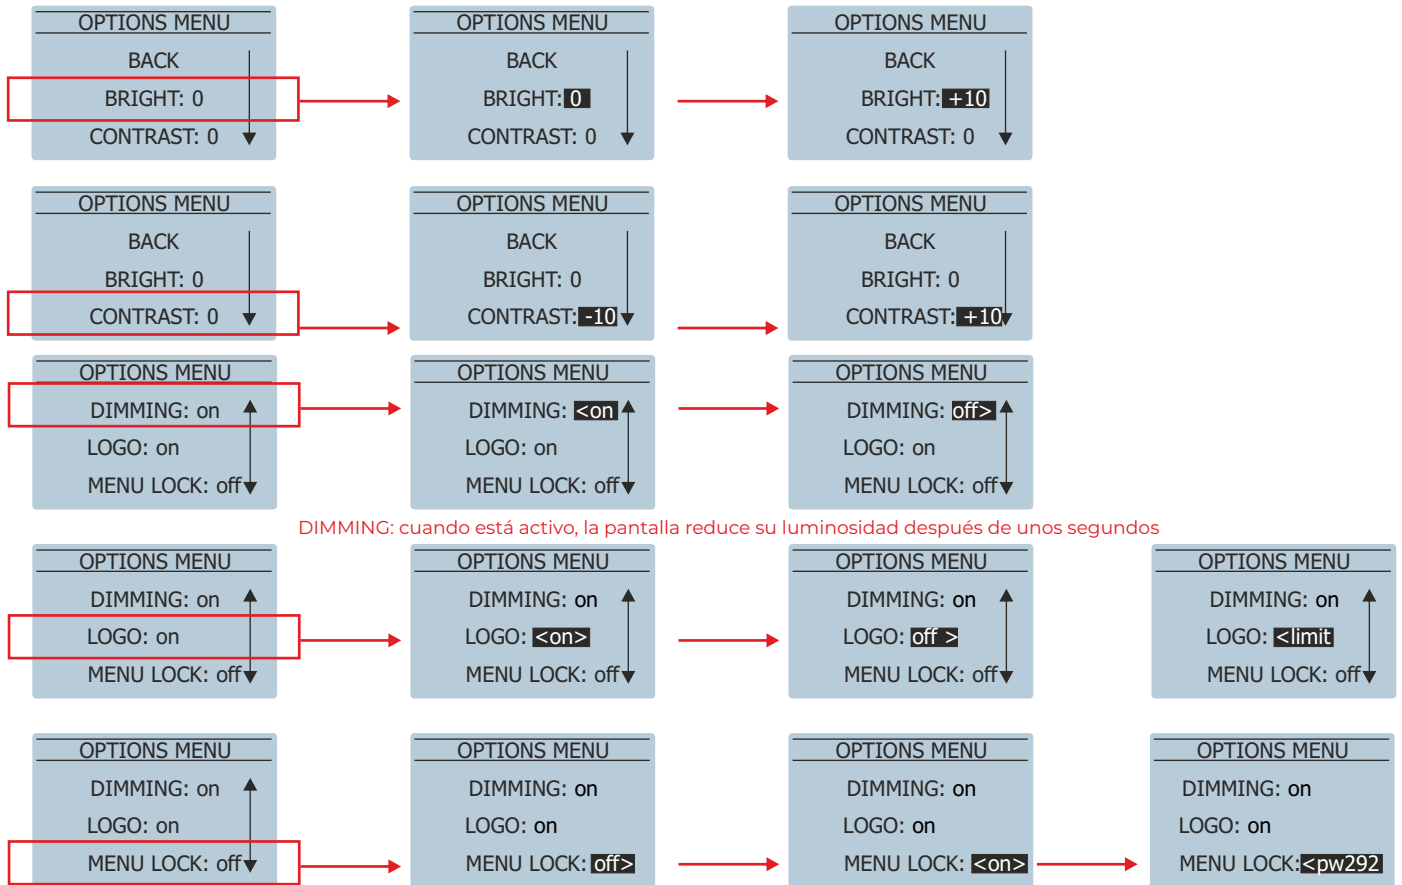 OPTIONS MENU
BACK
BRIGHT: 0
CONTRAST: 0
OPTIONS MENU
BACK
BRIGHT: 0
CONTRAST: 0
OPTIONS MENU
BACK
BRIGHT: +10
CONTRAST: 0
OPTIONS MENU
BACK
BRIGHT: 0
CONTRAST: 0
OPTIONS MENU
BACK
BRIGHT: 0
CONTRAST: -10
OPTIONS MENU
BACK
BRIGHT: 0
CONTRAST: +10
OPTIONS MENU
DIMMING: on
LOGO: on
MENU LOCK: off
OPTIONS MENU
DIMMING: <on
LOGO: on
MENU LOCK: off
OPTIONS MENU
DIMMING: off>
LOGO: on
MENU LOCK: off
DIMMING: cuando está activo, la pantalla reduce su luminosidad después de unos segundos
OPTIONS MENU
DIMMING: on
LOGO: on
MENU LOCK: off
OPTIONS MENU
DIMMING: on
LOGO: <on>
MENU LOCK: off
OPTIONS MENU
DIMMING: on
LOGO: off >
MENU LOCK: off
OPTIONS MENU
DIMMING: on
LOGO: <limit
MENU LOCK: off
OPTIONS MENU
DIMMING: on
LOGO: on
MENU LOCK: off
OPTIONS MENU
DIMMING: on
LOGO: on
MENU LOCK: off>
OPTIONS MENU
DIMMING: on
LOGO: on
MENU LOCK: <on>
OPTIONS MENU
DIMMING: on
LOGO: on
MENU LOCK: <pw292